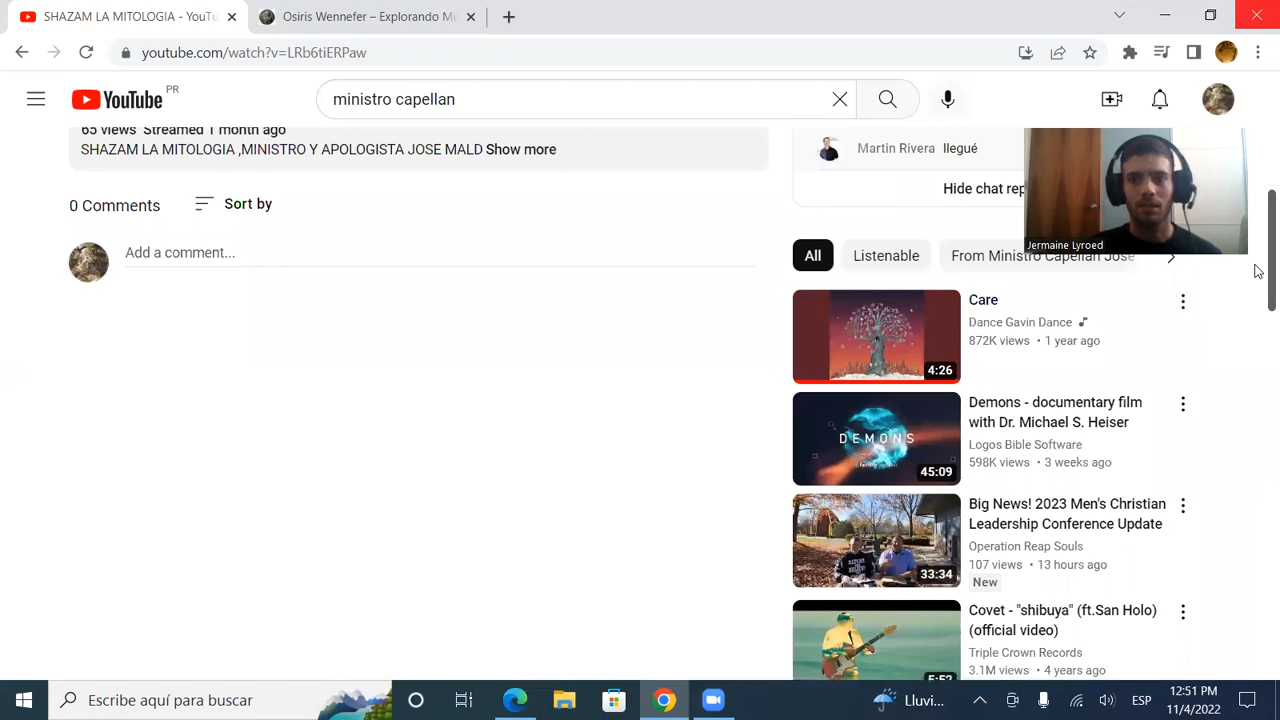 SHAZAM LA MITOLOGIA - YouTu
Osiris Wennefer – Explorando Mi
youtube.com/watch?v=LRb6tiERPaw
YouTube PR
ministro capellan
65 views Streamed 1 month ago
SHAZAM LA MITOLOGIA ,MINISTRO Y APOLOGISTA JOSE MALD Show more
0 Comments
Sort by
Add a comment...
Martin Rivera llegué
Hide chat rep
Jermaine Lyroed
All
Listenable
From Ministro Capellan Jose
Care
Dance Gavin Dance
872K views • 1 year ago
4:26
Demons - documentary film
with Dr. Michael S. Heiser
Logos Bible Software
598K views • 3 weeks ago
DEMONS
45:09
Big News! 2023 Men's Christian
Leadership Conference Update
Operation Reap Souls
107 views • 13 hours ago
New
33:34
Covet - "shibuya" (ft.San Holo)
(official video)
Triple Crown Records
3.1M views • 4 years ago
5:52
Escribe aquí para buscar
Lluvi...
ESP
12:51 PM
11/4/2022